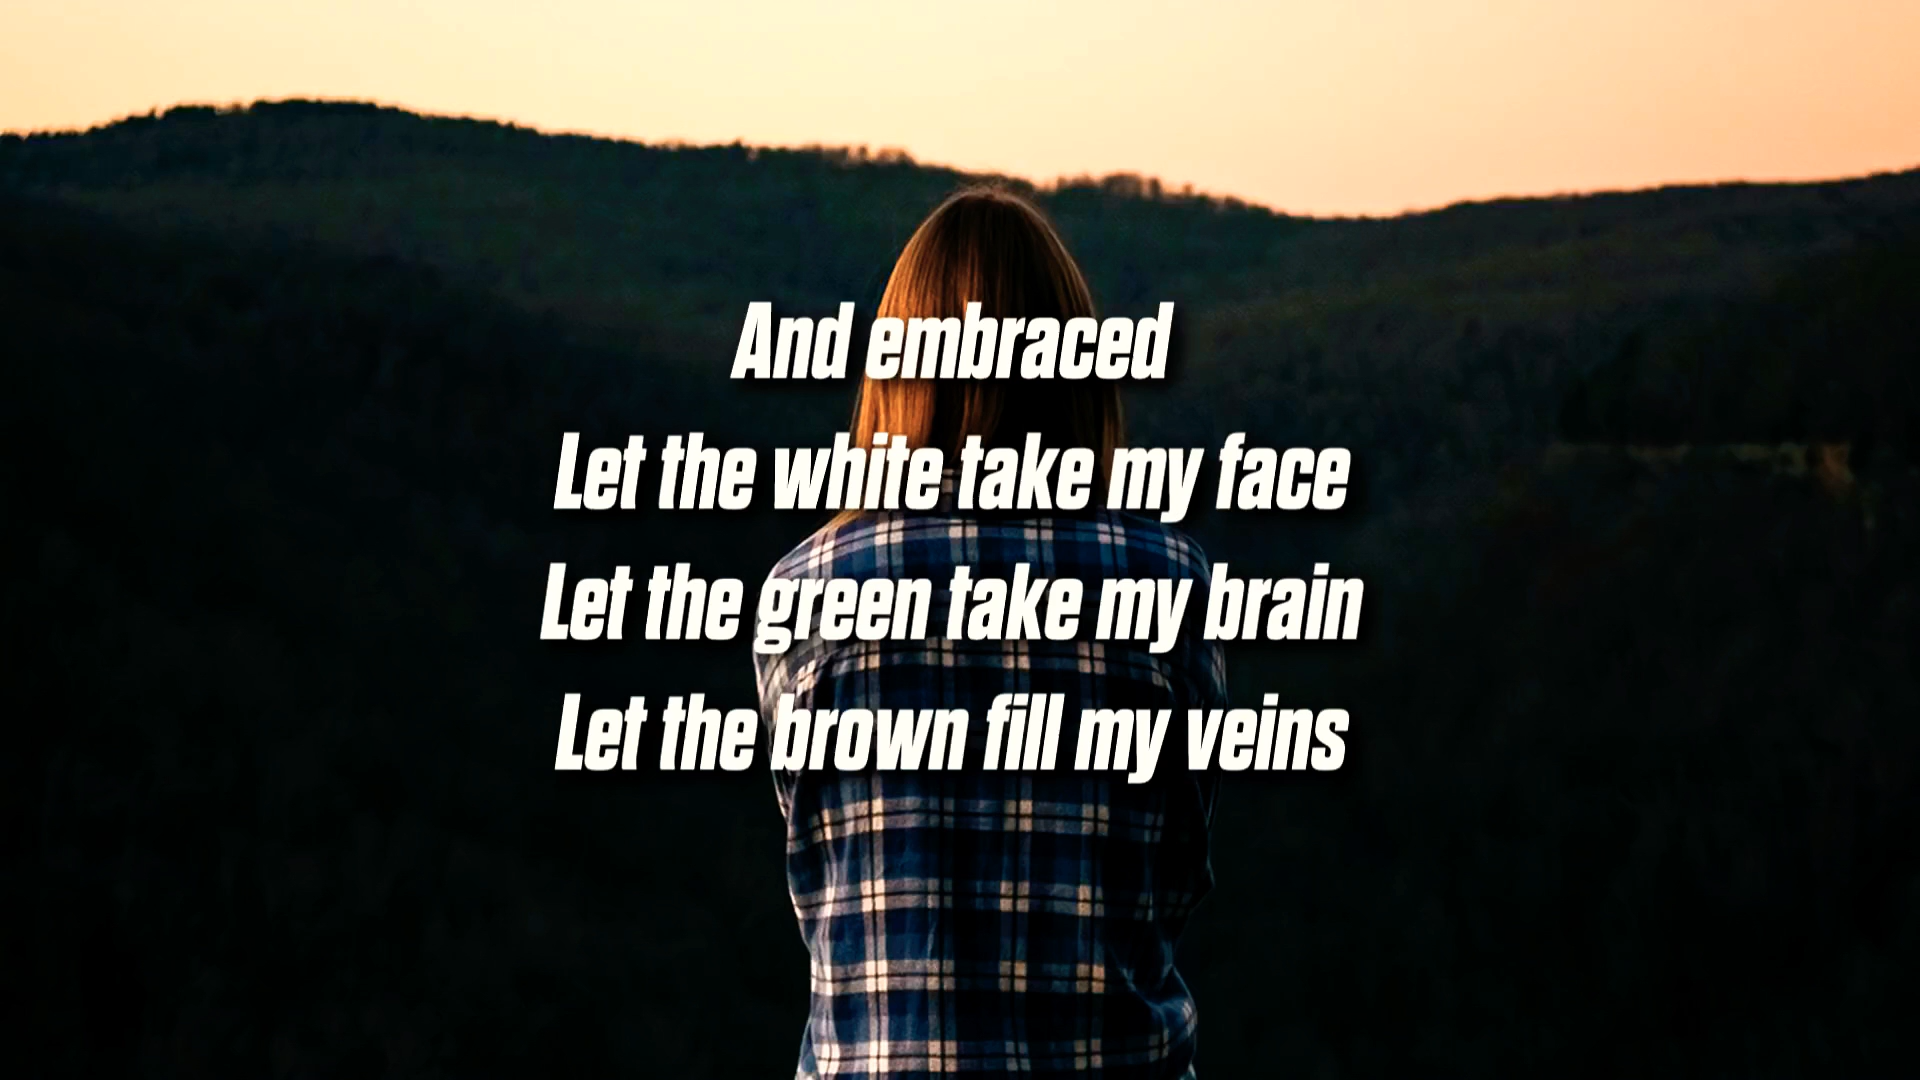 And embraced
Let the white take my face
Let the green take my brain
Let the brown fill my veins